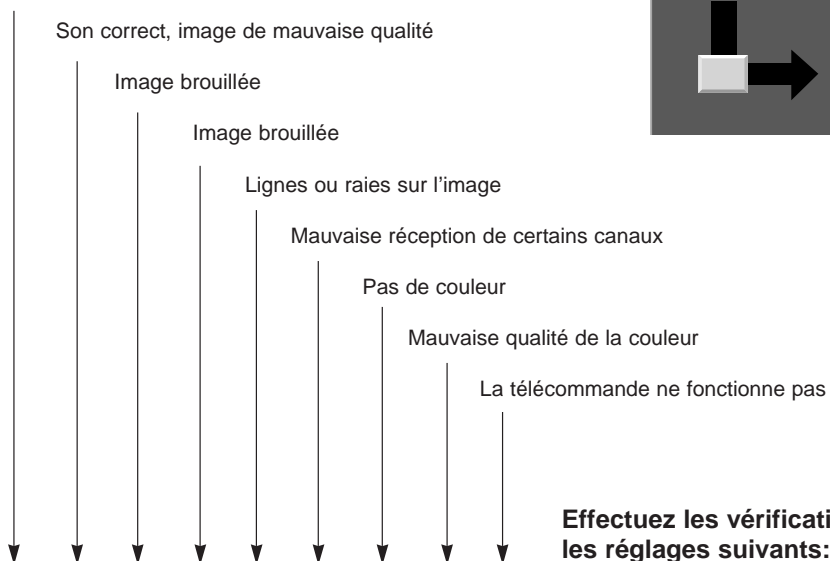 Son correct, image de mauvaise qualité
Image brouillée
Image brouillée
Lignes ou raies sur l'image
Mauvaise réception de certains canaux
Pas de couleur
Mauvaise qualité de la couleur
La télécommande ne fonctionne pas
Effectuez les vérificati
les réglages suivants: